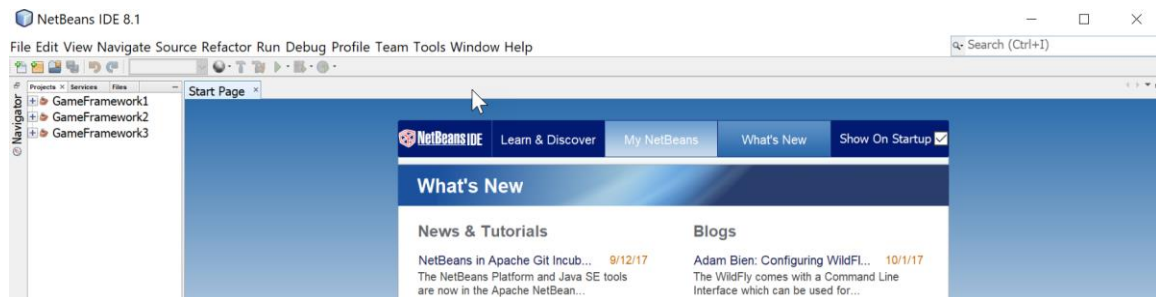 NetBeans IDE 8.1
File Edit View Navigate Source Refactor Run Debug Profile Team Tools Window Help
Search (Ctrl+I)
Projects Services Files
Start Page
Navigator
GameFramework1
GameFramework2
GameFramework3
NetBeans IDE Learn & Discover My NetBeans What's New Show On Startup
What's New
News & Tutorials
NetBeans in Apache Git Incub... 9/12/17
The NetBeans Platform and Java SE tools
are now in the Apache NetBean...
Blogs
Adam Bien: Configuring WildFl... 10/1/17
The WildFly comes with a Command Line
Interface which can be used for...